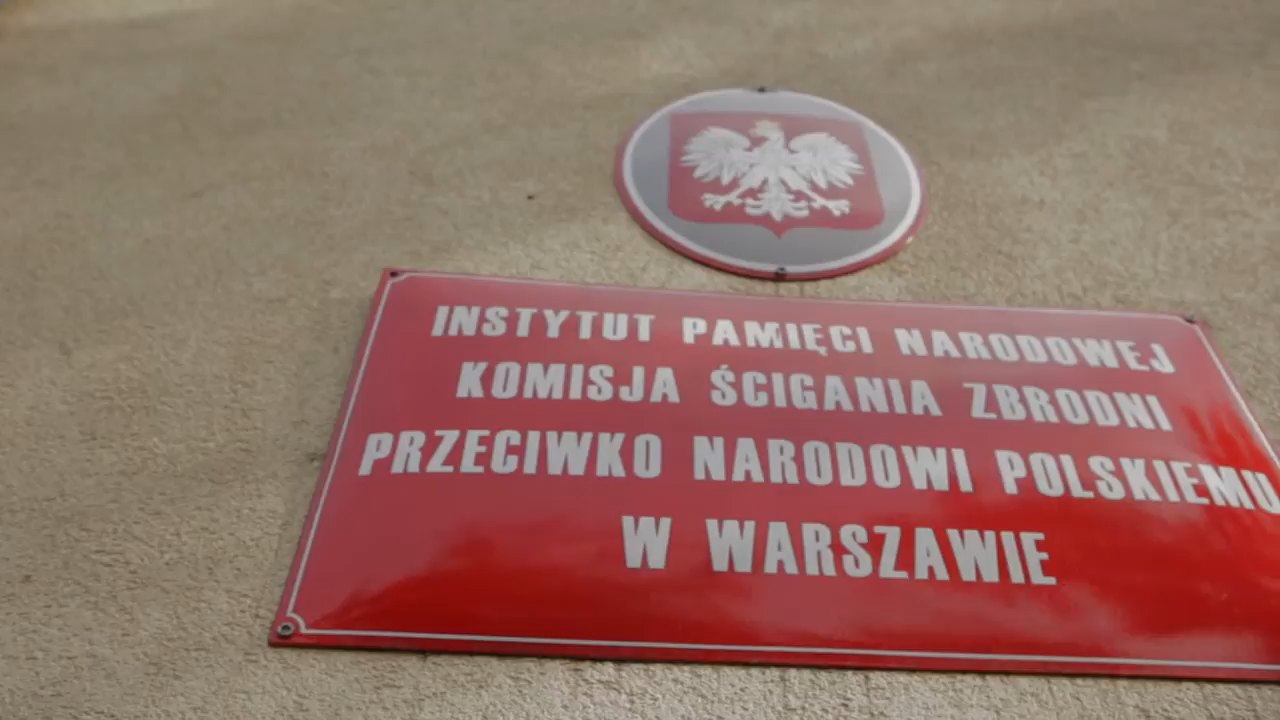 INSTYTUT PAMIĘCI NARODOWEJ
KOMISJA ŚCIGANIA ZBRODNI
PRZECIWKO NARODOWI POLSKIEMU
W WARSZAWIE